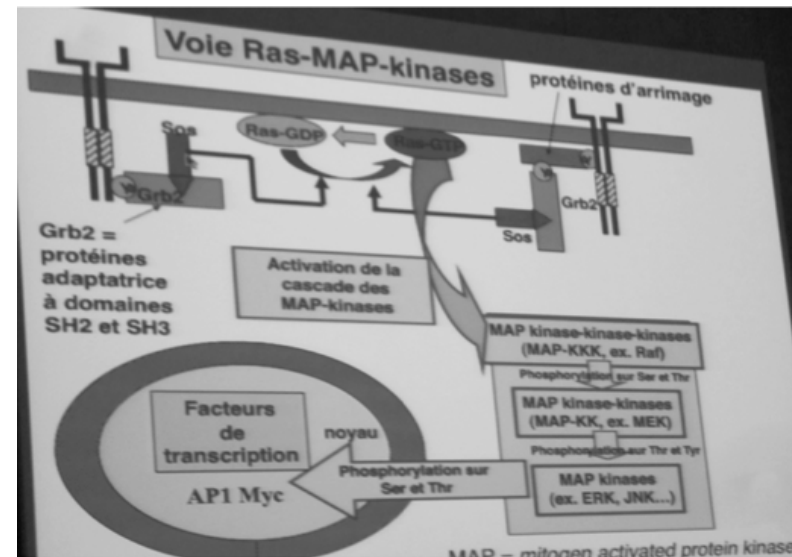 Voie Ras-MAP-kinases
protéines d'arrimage
Sos
Ras-GDP
Ras-GTP
Grb2
Grb2
Sos
Grb2 =
protéines
adaptatrice
à domaines
SH2 et SH3
Activation de la
cascade des
MAP-kinases
MAP kinase-kinase-kinases
(MAP-KKK, ex. Raf)
Phosphorylation sur Ser et Thr
MAP kinase-kinases
(MAP-KK, ex. MEK)
Phosphorylation sur Thr et Tyr
MAP kinases
(ex. ERK, JNK...)
Facteurs
de
transcription
noyau
AP1 Myc
Phosphorylation sur
Ser et Thr
MAP = mitogen activated protein kinase